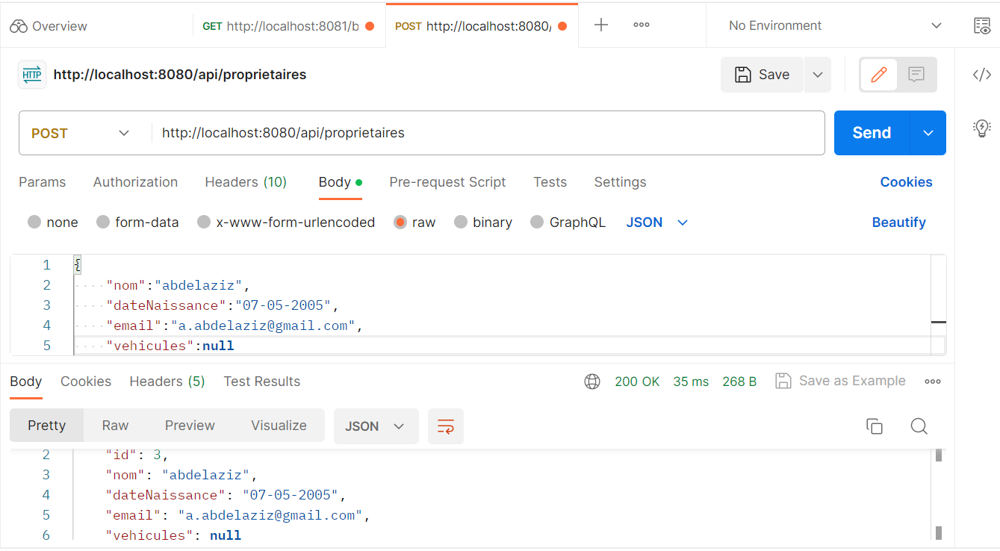 Overview GET http://localhost:8081/b POST http://localhost:8080/ No Environment
HTTP http://localhost:8080/api/proprietaires Save
POST http://localhost:8080/api/proprietaires Send
Params Authorization Headers (10) Body Pre-request Script Tests Settings Cookies
none form-data x-www-form-urlencoded raw binary GraphQL JSON Beautify
1 {
2 "nom":"abdelaziz",
3 "dateNaissance":"07-05-2005",
4 "email":"a.abdelaziz@gmail.com",
5 "vehicules":null
Body Cookies Headers (5) Test Results 200 OK 35 ms 268 B Save as Example
Pretty Raw Preview Visualize JSON
2 "id": 3,
3 "nom": "abdelaziz",
4 "dateNaissance": "07-05-2005",
5 "email": "a.abdelaziz@gmail.com",
6 "vehicules": null